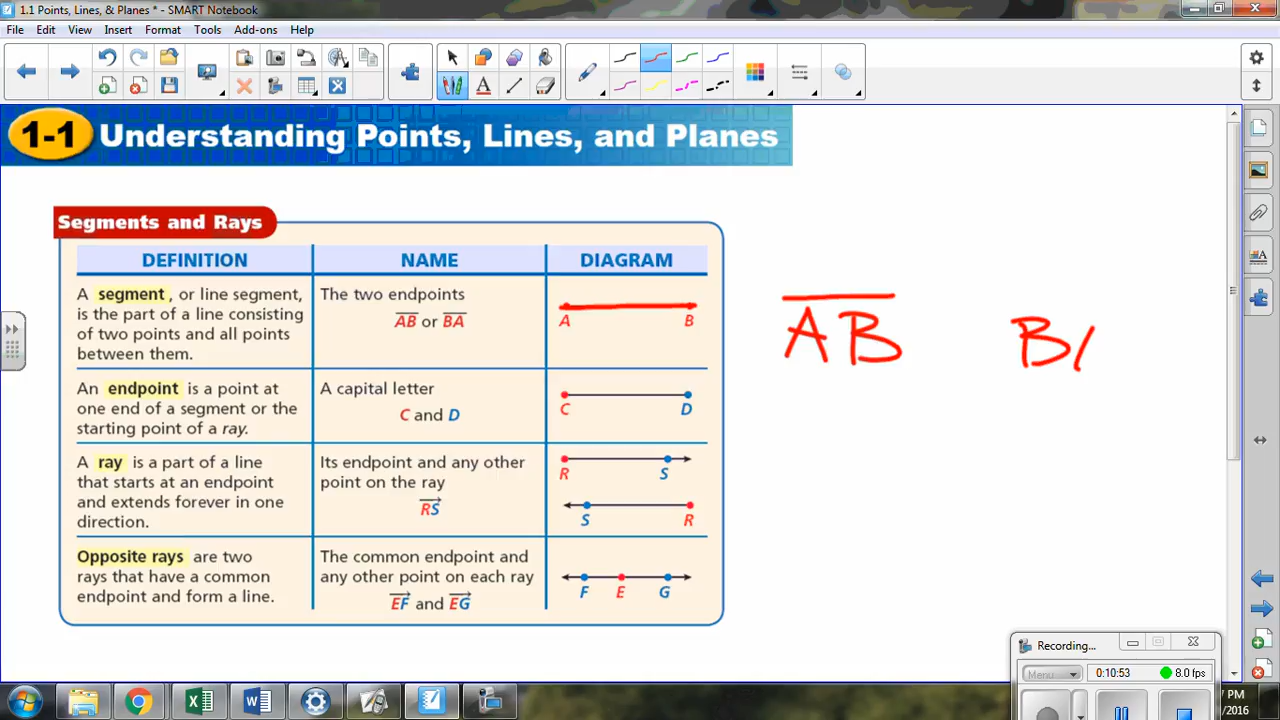 1.1 Points, Lines, & Planes * - SMART Notebook
File Edit View Insert Format Tools Add-ons Help
1-1 Understanding Points, Lines, and Planes
Segments and Rays
DEFINITION NAME DIAGRAM
A segment, or line segment, is the part of a line consisting of two points and all points between them.
The two endpoints
AB or BA
A B
An endpoint is a point at one end of a segment or the starting point of a ray.
A capital letter
C and D
C D
A ray is a part of a line that starts at an endpoint and extends forever in one direction.
Its endpoint and any other point on the ray
RS
R S
S R
Opposite rays are two rays that have a common endpoint and form a line.
The common endpoint and any other point on each ray
EF and EG
F E G
AB B
Recording...
Menu 0:10:53 8.0 fps
PM
/2016